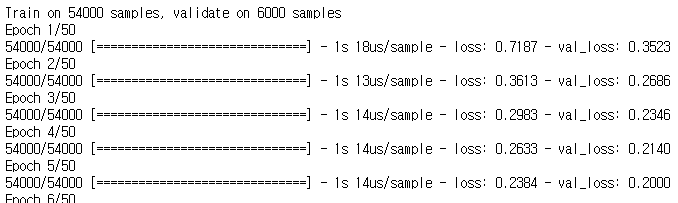 Train on 54000 samples, validate on 6000 samples
Epoch 1/50
54000/54000 [==============================] - 1s 18us/sample - loss: 0.7187 - val_loss: 0.3523
Epoch 2/50
54000/54000 [==============================] - 1s 13us/sample - loss: 0.3613 - val_loss: 0.2686
Epoch 3/50
54000/54000 [==============================] - 1s 14us/sample - loss: 0.2983 - val_loss: 0.2346
Epoch 4/50
54000/54000 [==============================] - 1s 14us/sample - loss: 0.2633 - val_loss: 0.2140
Epoch 5/50
54000/54000 [==============================] - 1s 14us/sample - loss: 0.2384 - val_loss: 0.2000
Epoch 6/50